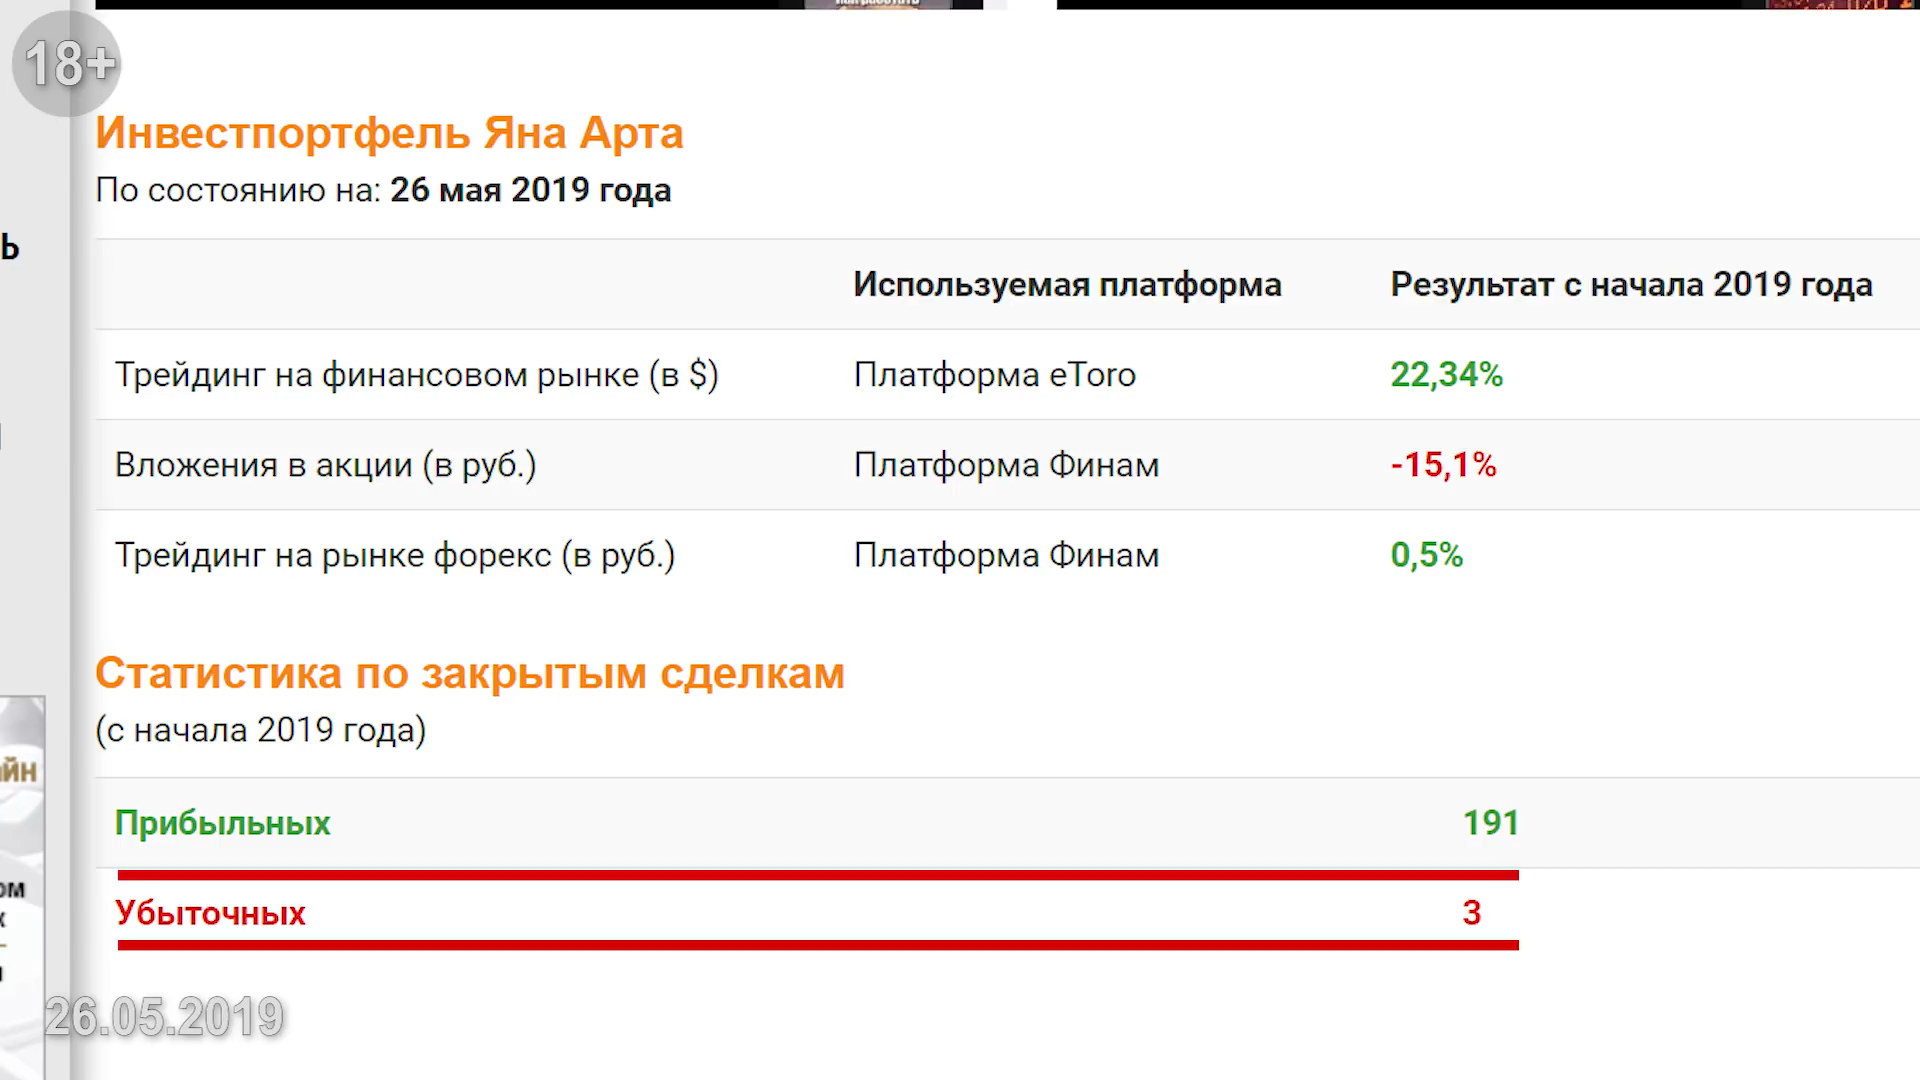 18+
Инвестпортфель Яна Арта
По состоянию на: 26 мая 2019 года
Используемая платформа Результат с начала 2019 года
Трейдинг на финансовом рынке (в $) Платформа eToro 22,34%
Вложения в акции (в руб.) Платформа Финам -15,1%
Трейдинг на рынке форекс (в руб.) Платформа Финам 0,5%
Статистика по закрытым сделкам
(с начала 2019 года)
Прибыльных 191
Убыточных 3
26.05.2019